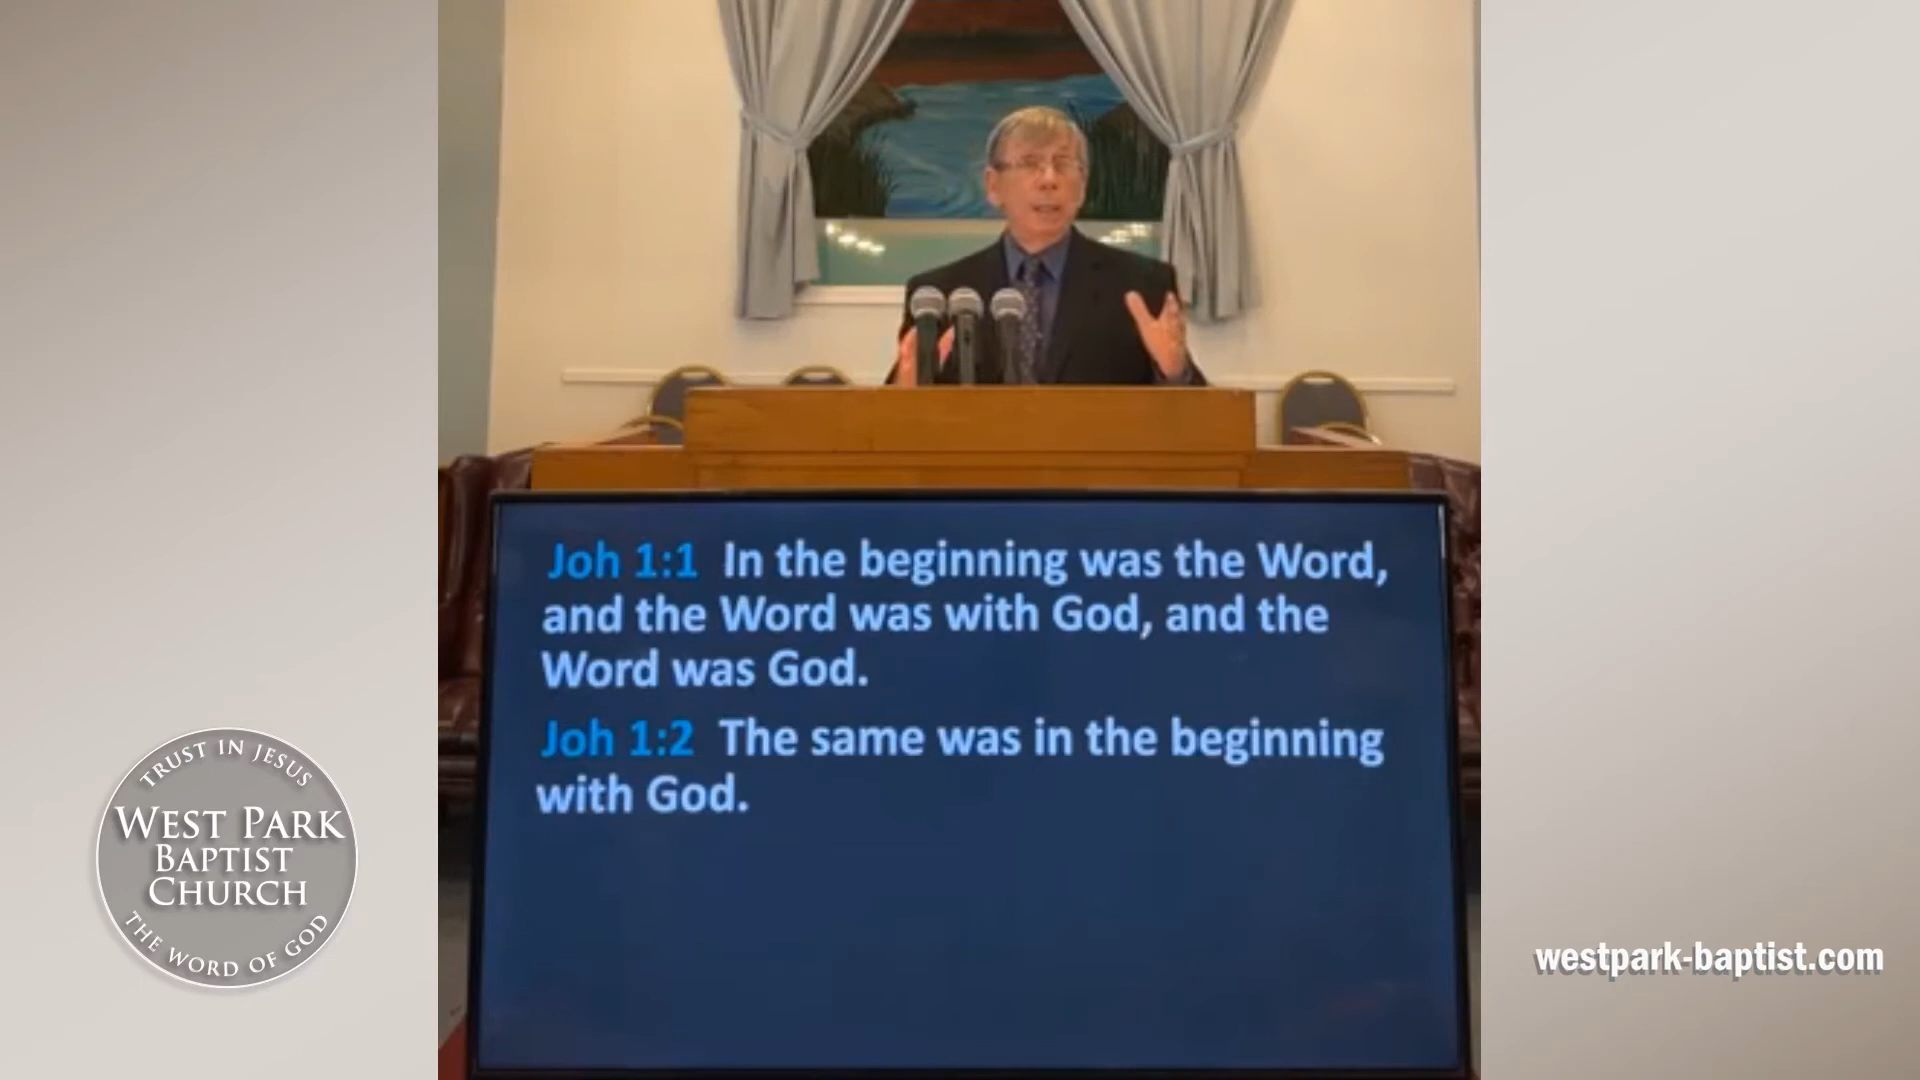 Joh 1:1 In the beginning was the Word,
and the Word was with God, and the
Word was God.
Joh 1:2 The same was in the beginning
with God.
TRUST IN JESUS
WEST PARK
BAPTIST
CHURCH
THE WORD OF GOD
westpark-baptist.com